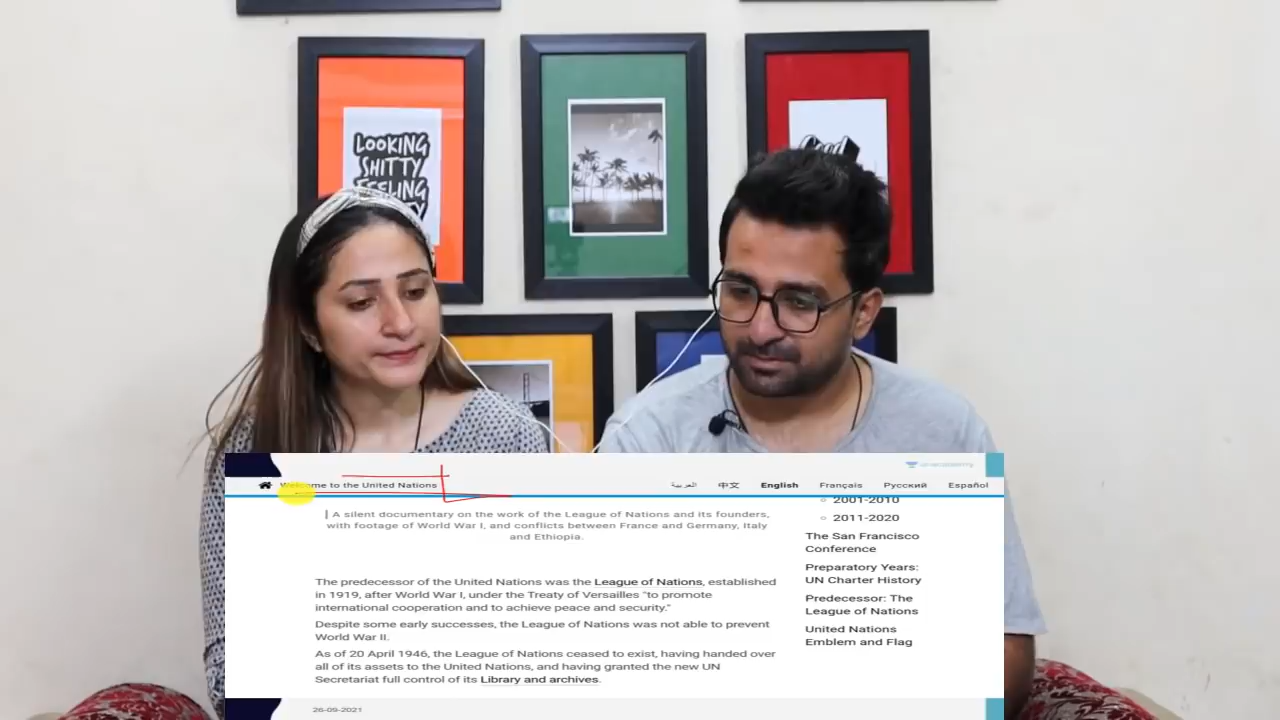 LOOKING
SHITTY
FEELING
Good
unacademy
Welcome to the United Nations
العربية 中文 English Français Русский Español
2001-2010
2011-2020
The San Francisco
Conference
Preparatory Years:
UN Charter History
Predecessor: The
League of Nations
United Nations
Emblem and Flag
A silent documentary on the work of the League of Nations and its founders,
with footage of World War I, and conflicts between France and Germany, Italy
and Ethiopia.
The predecessor of the United Nations was the League of Nations, established
in 1919, after World War I, under the Treaty of Versailles "to promote
international cooperation and to achieve peace and security."
Despite some early successes, the League of Nations was not able to prevent
World War II.
As of 20 April 1946, the League of Nations ceased to exist, having handed over
all of its assets to the United Nations, and having granted the new UN
Secretariat full control of its Library and archives.
26-09-2021